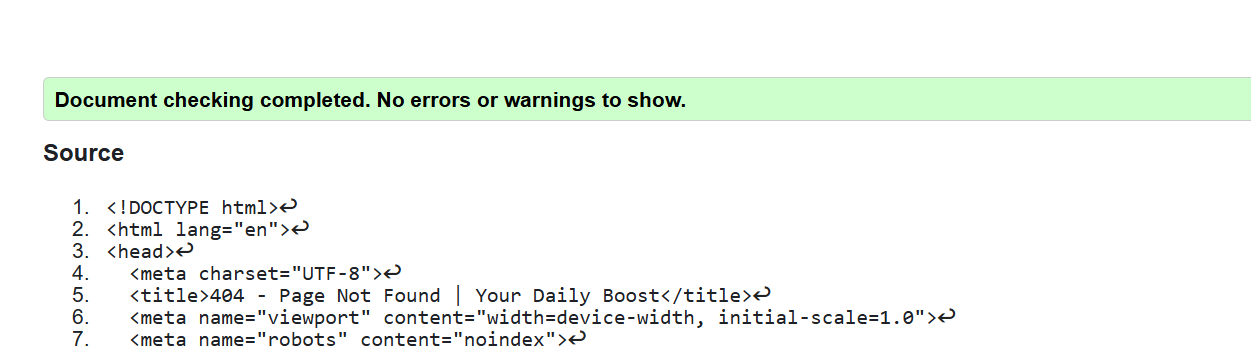 Document checking completed. No errors or warnings to show.
Source
1. <!DOCTYPE html>↩
2. <html lang="en">↩
3. <head>↩
4. <meta charset="UTF-8">↩
5. <title>404 - Page Not Found | Your Daily Boost</title>↩
6. <meta name="viewport" content="width=device-width, initial-scale=1.0">↩
7. <meta name="robots" content="noindex">↩